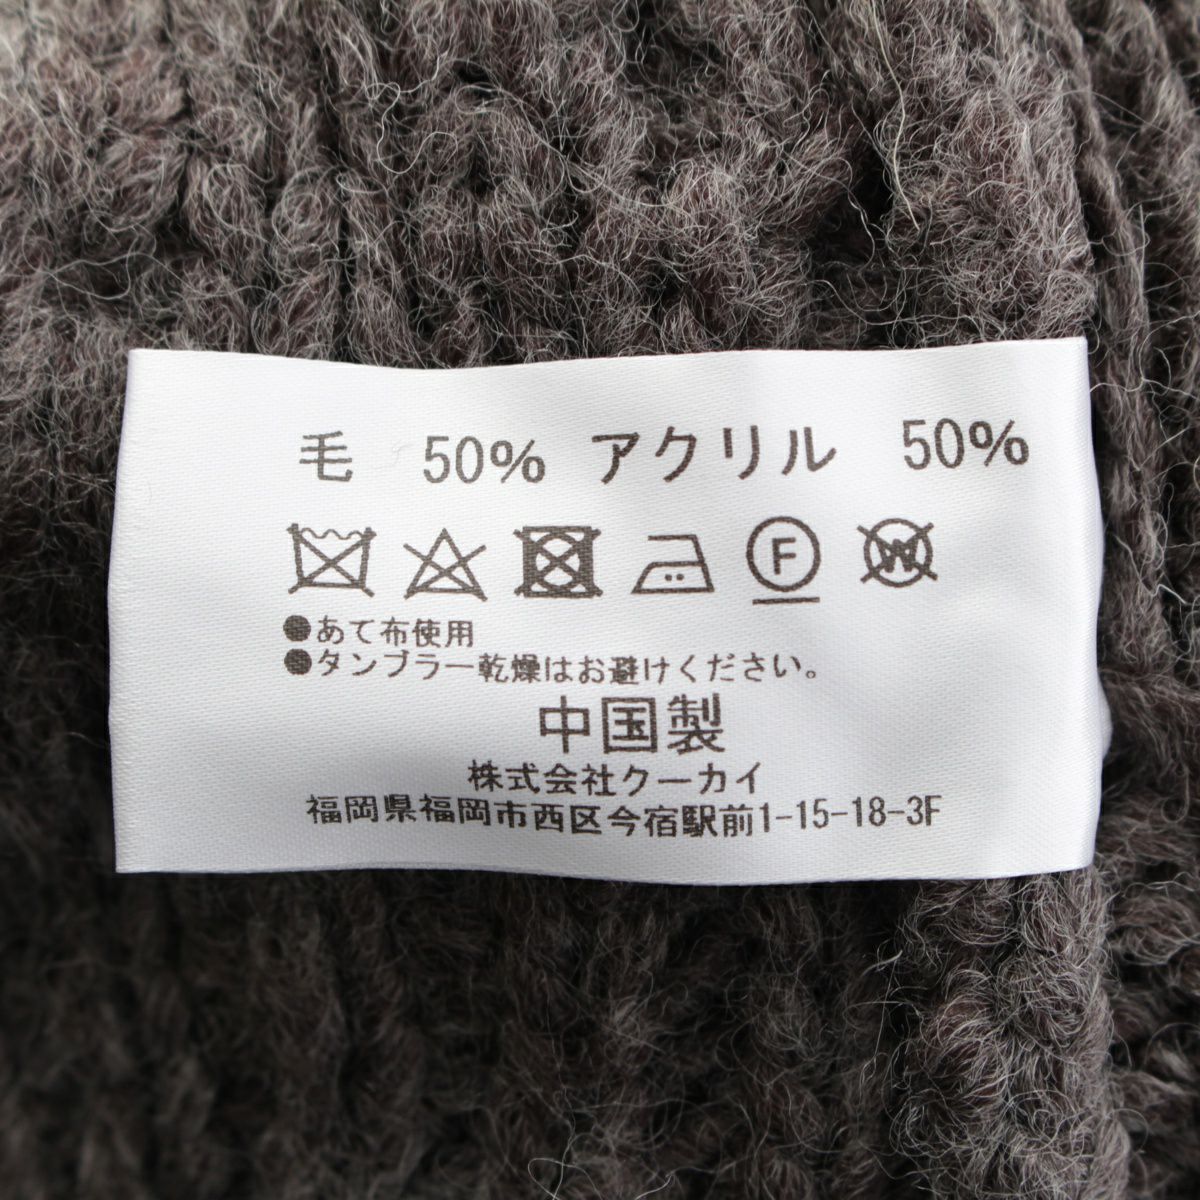 毛 50% アクリル 50%
F W
●あて布使用
●タンブラー乾燥はお避けください。
中国製
株式会社クーカイ
福岡県福岡市西区今宿駅前1-15-18-3F